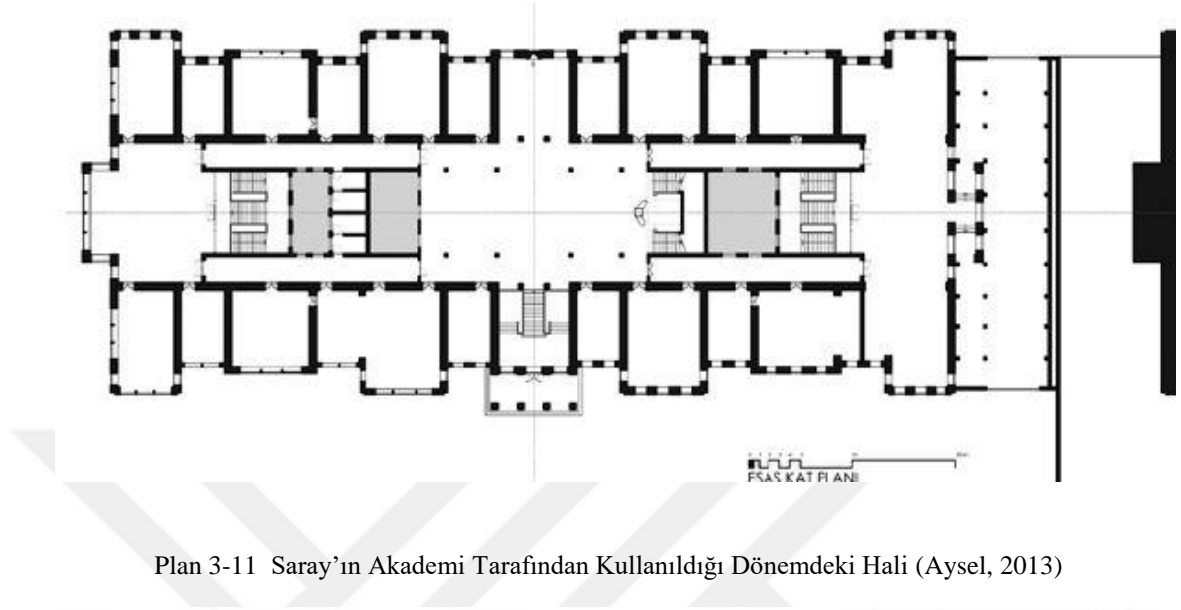 ESAS KAT PLANI
Plan 3-11 Saray’ın Akademi Tarafından Kullanıldığı Dönemdeki Hali (Aysel, 2013)